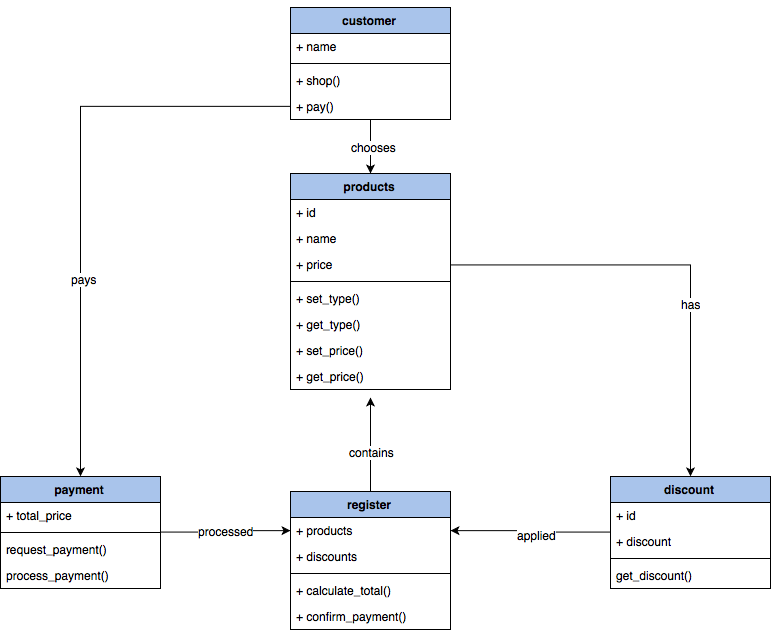 customer
+ name
+ shop()
+ pay()
chooses
products
+ id
+ name
+ price
+ set_type()
+ get_type()
+ set_price()
+ get_price()
pays
has
contains
payment
+ total_price
request_payment()
process_payment()
processed
register
+ products
+ discounts
+ calculate_total()
+ confirm_payment()
applied
discount
+ id
+ discount
get_discount()